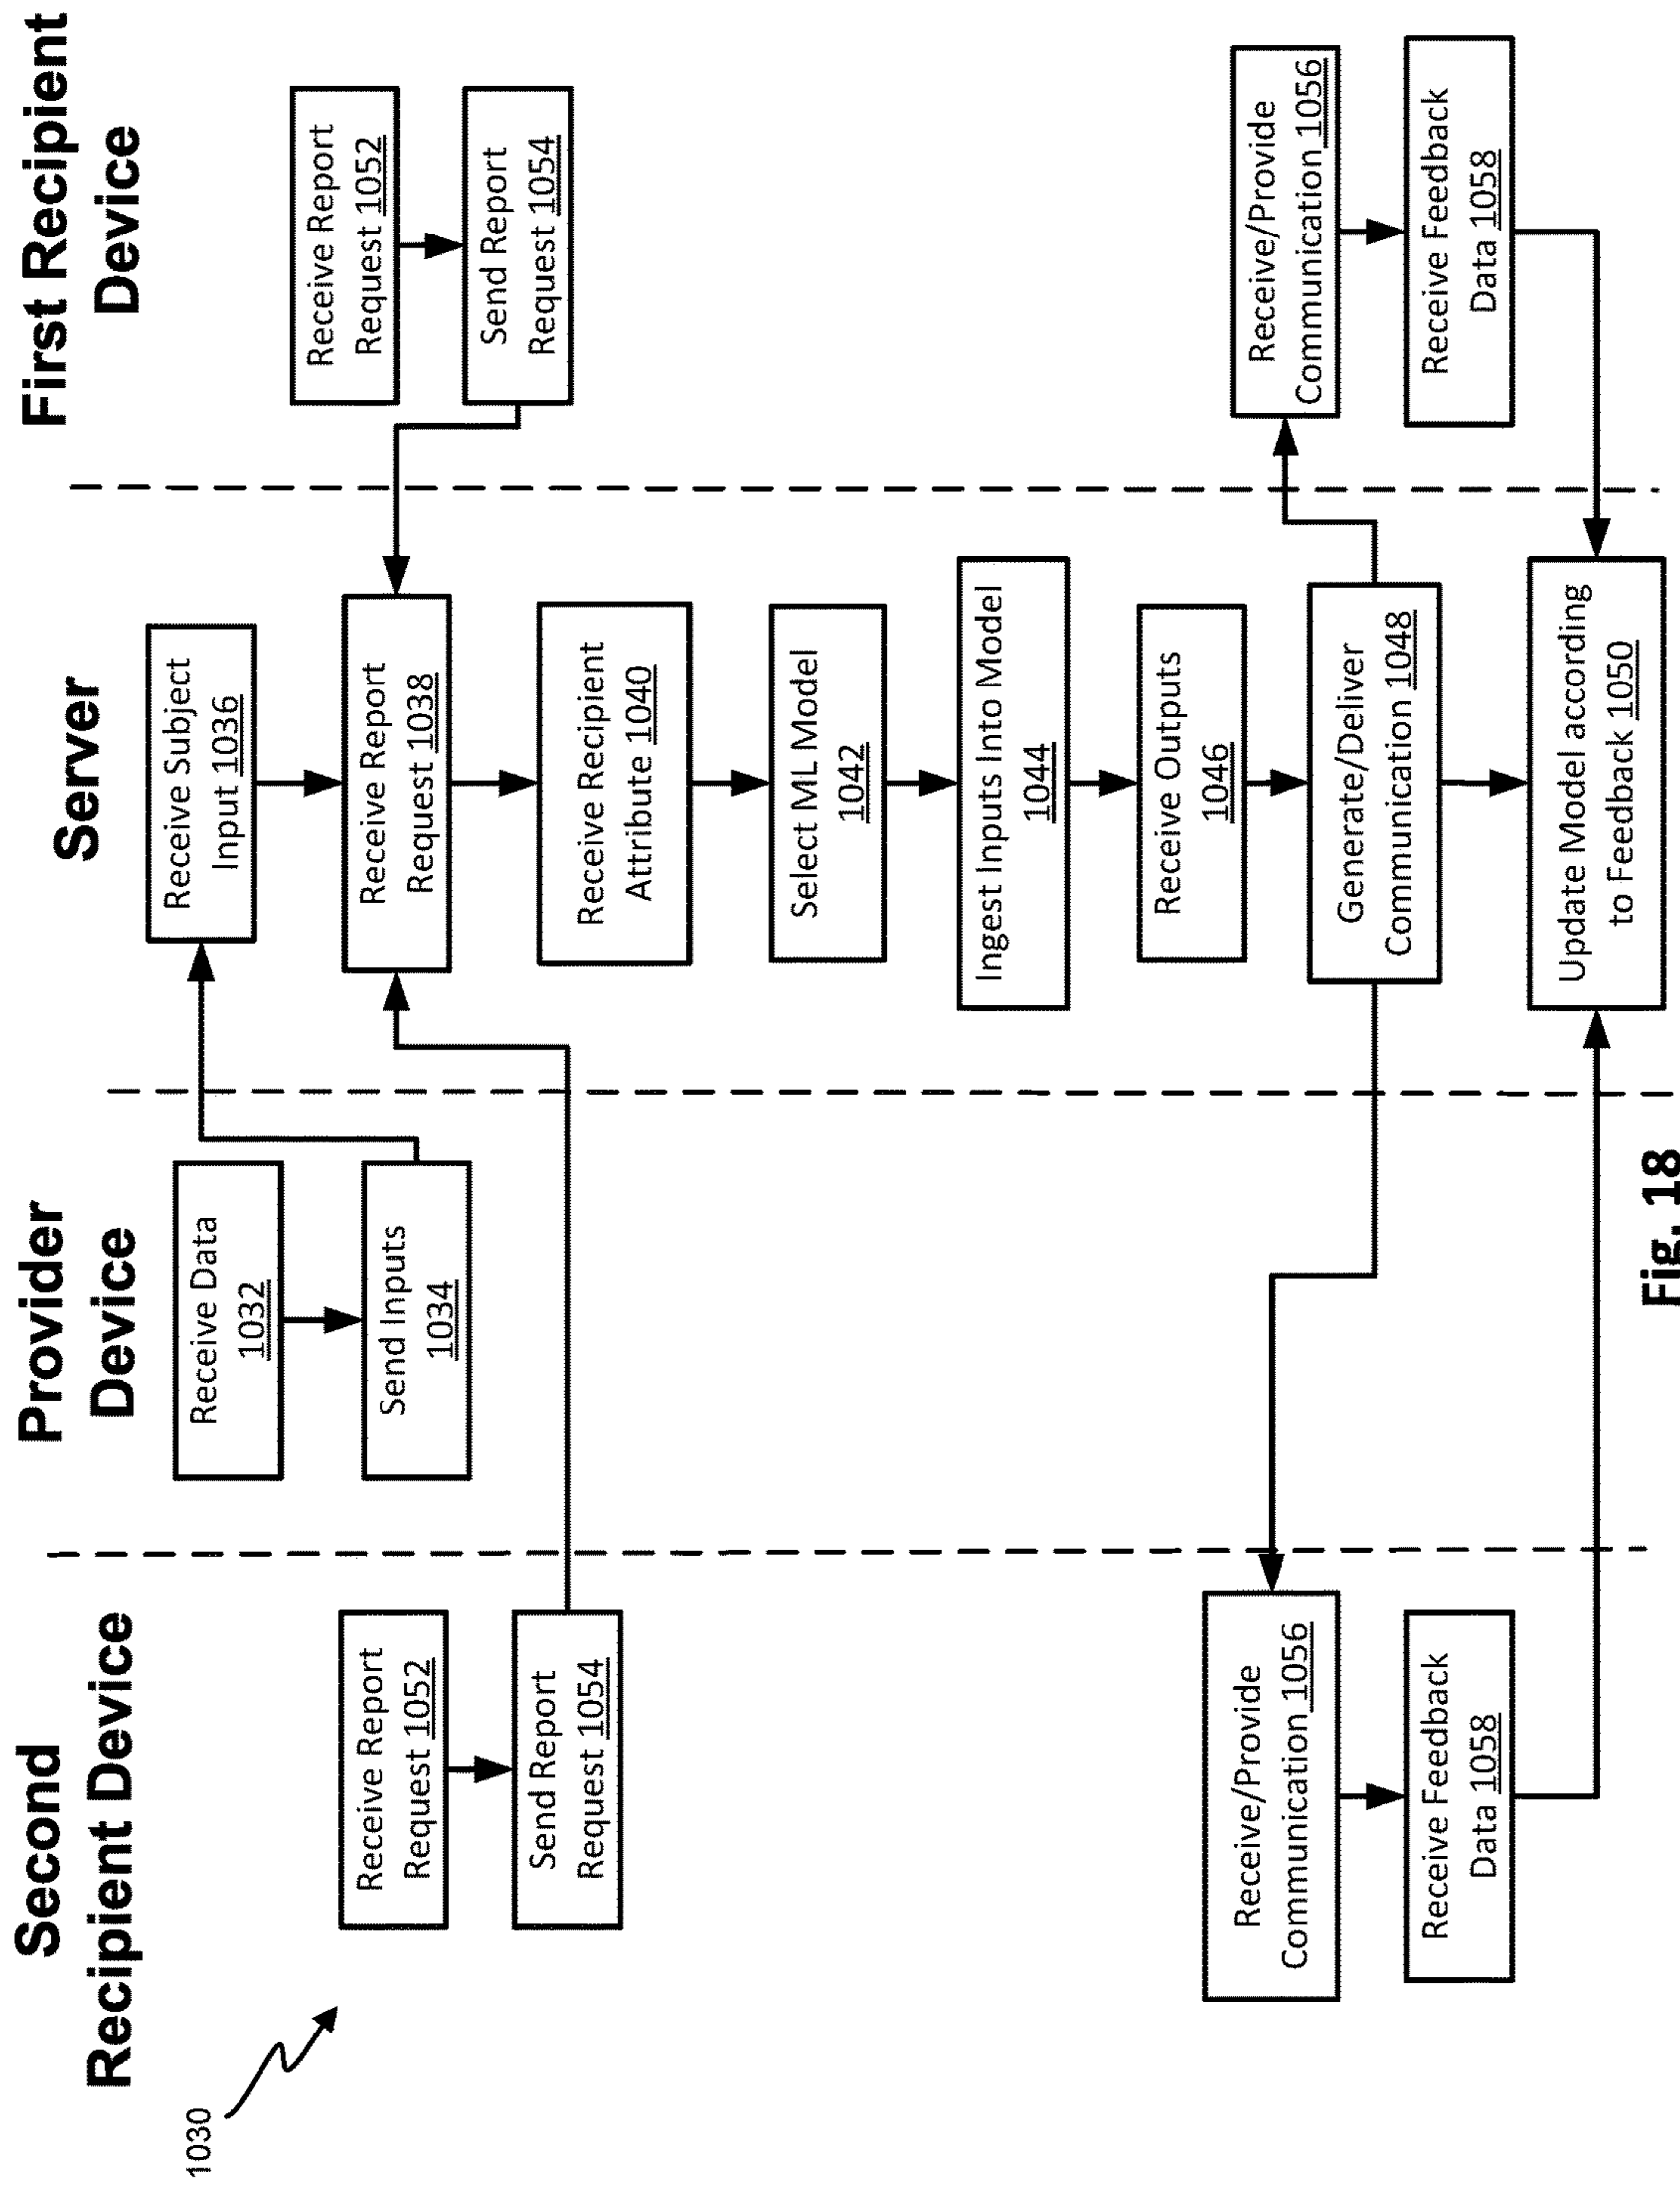 1030
Second
Recipient Device
Receive Report
Request 1052
Send Report
Request 1054
Receive/Provide
Communication 1056
Receive Feedback
Data 1058
Provider
Device
Receive Data
1032
Send Inputs
1034
Server
Receive Subject
Input 1036
Receive Report
Request 1038
Receive Recipient
Attribute 1040
Select ML Model
1042
Ingest Inputs Into Model
1044
Receive Outputs
1046
Generate/Deliver
Communication 1048
Update Model according
to Feedback 1050
First Recipient
Device
Receive Report
Request 1052
Send Report
Request 1054
Receive/Provide
Communication 1056
Receive Feedback
Data 1058
Fig. 18